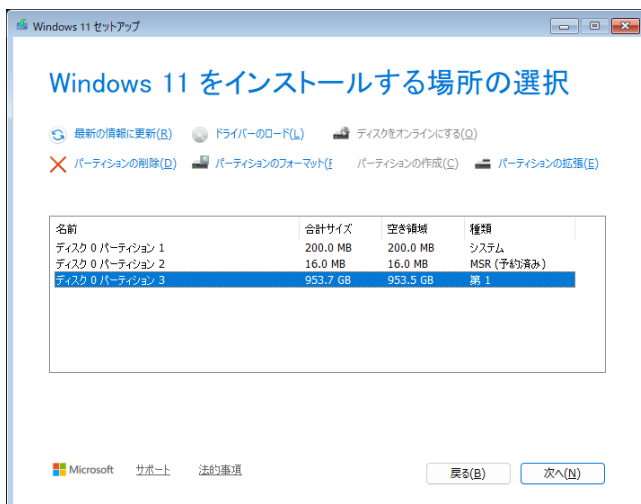 Windows 11 セットアップ
Windows 11 をインストールする場所の選択
最新の情報に更新(R) ドライバーのロード(L) ディスクをオンラインにする(O)
パーティションの削除(D) パーティションのフォーマット(F パーティションの作成(C) パーティションの拡張(E)
名前 合計サイズ 空き領域 種類
ディスク 0 パーティション 1 200.0 MB 200.0 MB システム
ディスク 0 パーティション 2 16.0 MB 16.0 MB MSR (予約済み)
ディスク 0 パーティション 3 953.7 GB 953.5 GB 第 1
Microsoft サポート 法的事項 戻る(B) 次へ(N)